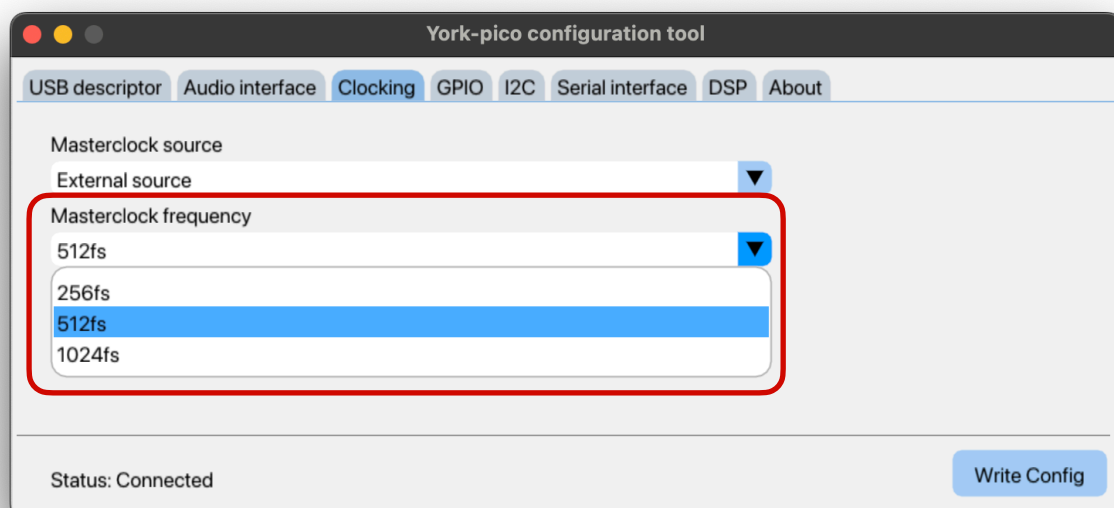 York-pico configuration tool
USB descriptor Audio interface Clocking GPIO I2C Serial interface DSP About
Masterclock source
External source
Masterclock frequency
512fs
256fs
512fs
1024fs
Status: Connected Write Config